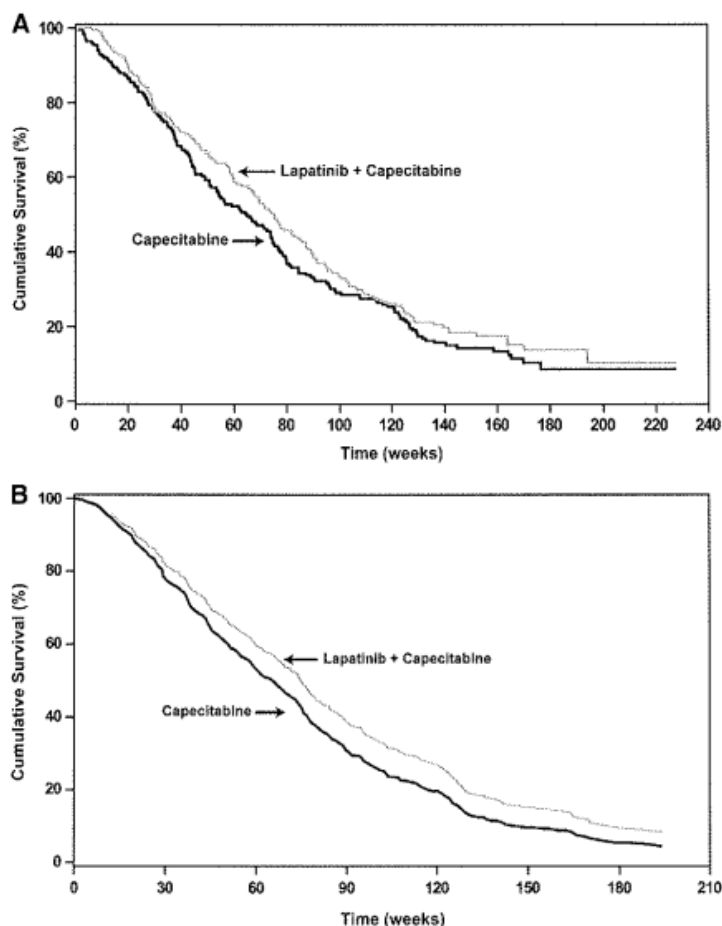 A
Cumulative Survival (%)
100
80
60
40
20
0
Lapatinib + Capecitabine
Capecitabine
0 20 40 60 80 100 120 140 160 180 200 220 240
Time (weeks)
B
Cumulative Survival (%)
100
80
60
40
20
0
Lapatinib + Capecitabine
Capecitabine
0 30 60 90 120 150 180 210
Time (weeks)